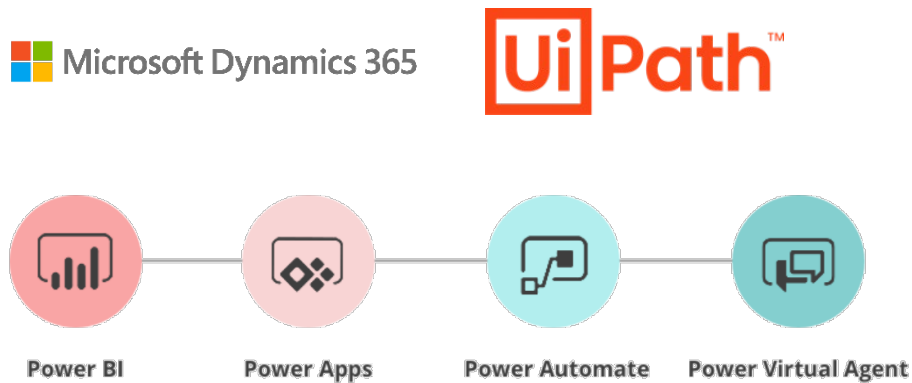 Microsoft Dynamics 365
UiPath™
Power BI
Power Apps
Power Automate
Power Virtual Agent